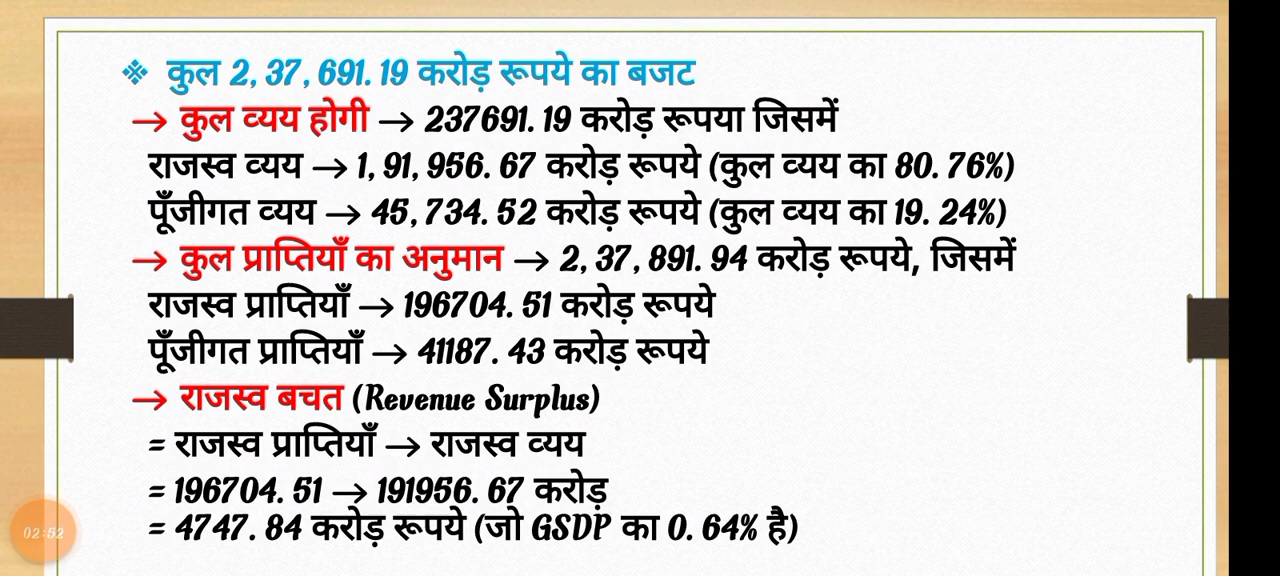 ❖ कुल 2,37,691.19 करोड़ रूपये का बजट
→ कुल व्यय होगी → 237691.19 करोड़ रूपया जिसमें
राजस्व व्यय → 1,91,956.67 करोड़ रूपये (कुल व्यय का 80.76%)
पूँजीगत व्यय → 45,734.52 करोड़ रूपये (कुल व्यय का 19.24%)
→ कुल प्राप्तियाँ का अनुमान → 2,37,891.94 करोड़ रूपये, जिसमें
राजस्व प्राप्तियाँ → 196704.51 करोड़ रूपये
पूँजीगत प्राप्तियाँ → 41187.43 करोड़ रूपये
→ राजस्व बचत (Revenue Surplus)
= राजस्व प्राप्तियाँ → राजस्व व्यय
= 196704.51 → 191956.67 करोड़
= 4747.84 करोड़ रूपये (जो GSDP का 0.64% है)
02:52